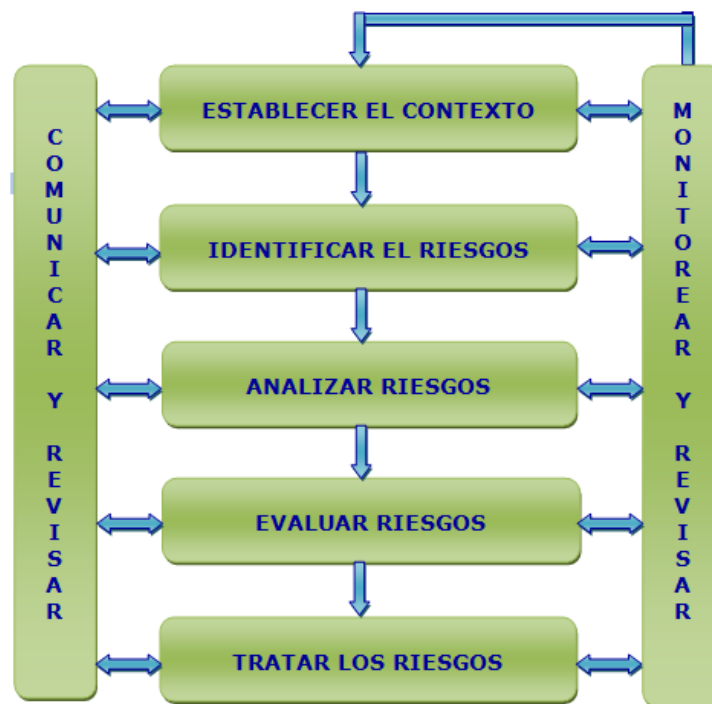 COMUNICAR Y REVISAR
ESTABLECER EL CONTEXTO
IDENTIFICAR EL RIESGOS
ANALIZAR RIESGOS
EVALUAR RIESGOS
TRATAR LOS RIESGOS
MONITOREAR Y REVISAR